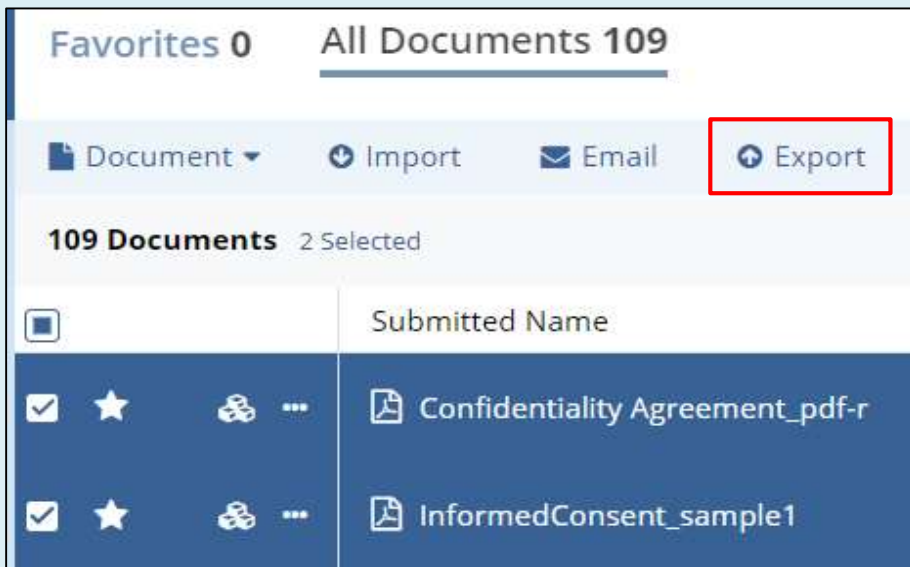 Favorites 0 All Documents 109
Document Import Email Export
109 Documents 2 Selected
Submitted Name
Confidentiality Agreement_pdf-r
InformedConsent_sample1